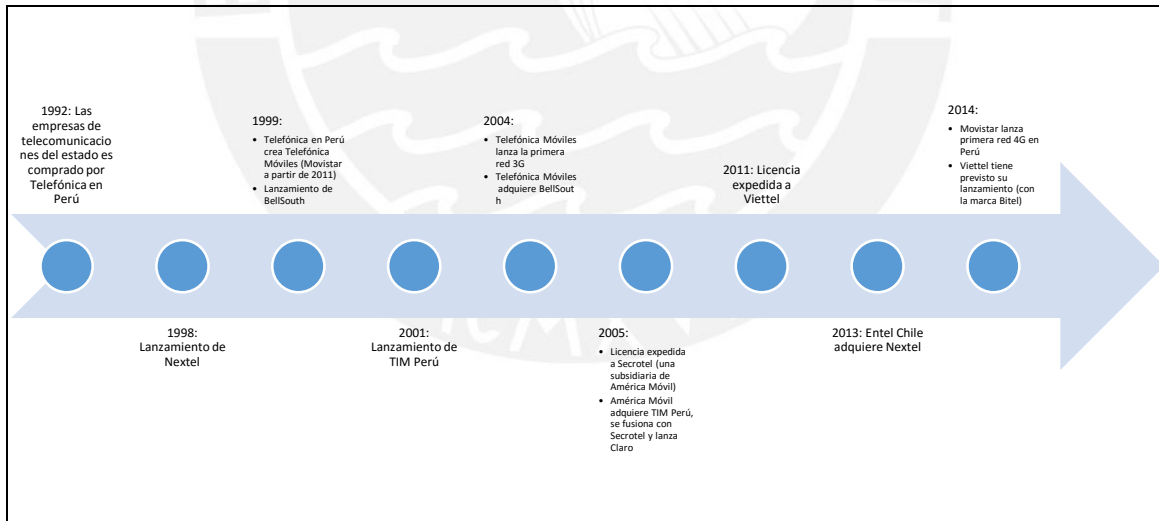 1992: Las
empresas de
telecomunicacio
nes del estado es
comprado por
Telefónica en
Perú
1998:
Lanzamiento de
Nextel
1999:
• Telefónica en Perú
crea Telefónica
Móviles (Movistar
a partir de 2011)
• Lanzamiento de
BellSouth
2001:
Lanzamiento de
TIM Perú
2004:
• Telefónica Móviles
lanza la primera
red 3G
• Telefónica Móviles
adquiere BellSout
h
2005:
• Licencia expedida
a Secrotel (una
subsidiaria de
América Móvil)
• América Móvil
adquiere TIM Perú,
se fusiona con
Secrotel y lanza
Claro
2011: Licencia
expedida a
Viettel
2013: Entel Chile
adquiere Nextel
2014:
• Movistar lanza
primera red 4G en
Perú
• Viettel tiene
previsto su
lanzamiento (con
la marca Bitel)